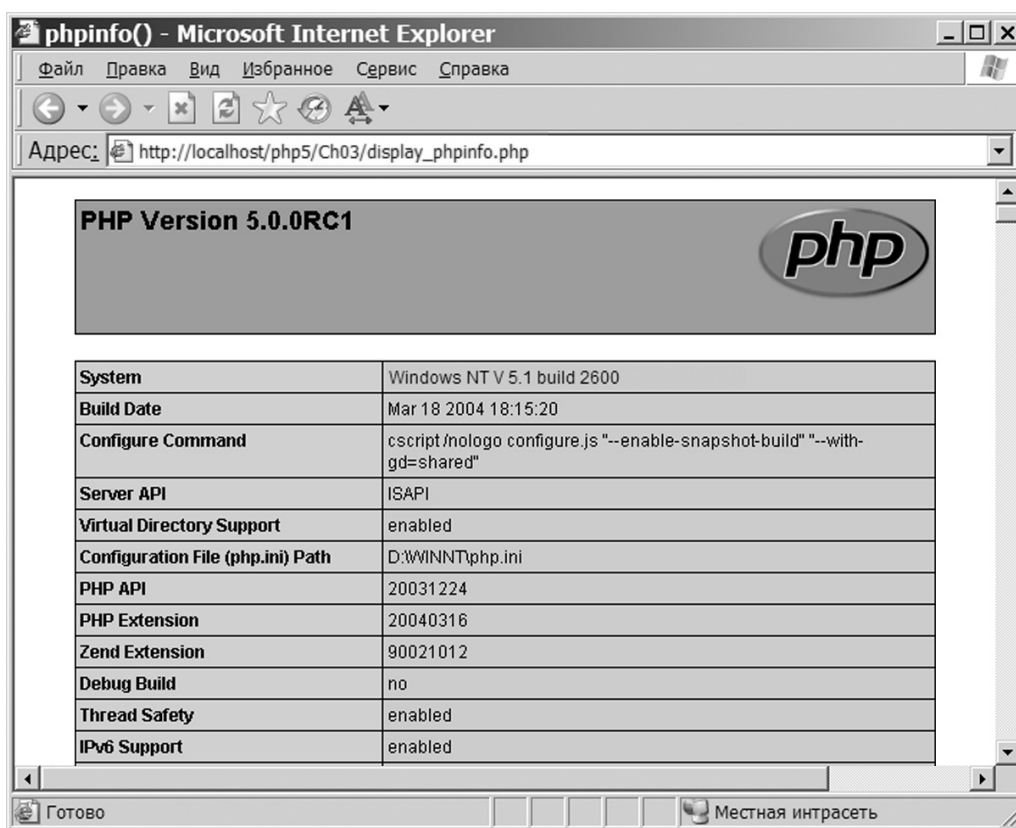 phpinfo() - Microsoft Internet Explorer
Файл Правка Вид Избранное Сервис Справка
Адрес: http://localhost/php5/Ch03/display_phpinfo.php
PHP Version 5.0.0RC1
php
System Windows NT V 5.1 build 2600
Build Date Mar 18 2004 18:15:20
Configure Command cscript /nologo configure.js "--enable-snapshot-build" "--with-
gd=shared"
Server API ISAPI
Virtual Directory Support enabled
Configuration File (php.ini) Path D:\WINNT\php.ini
PHP API 20031224
PHP Extension 20040316
Zend Extension 90021012
Debug Build no
Thread Safety enabled
IPv6 Support enabled
Готово Местная интрасеть